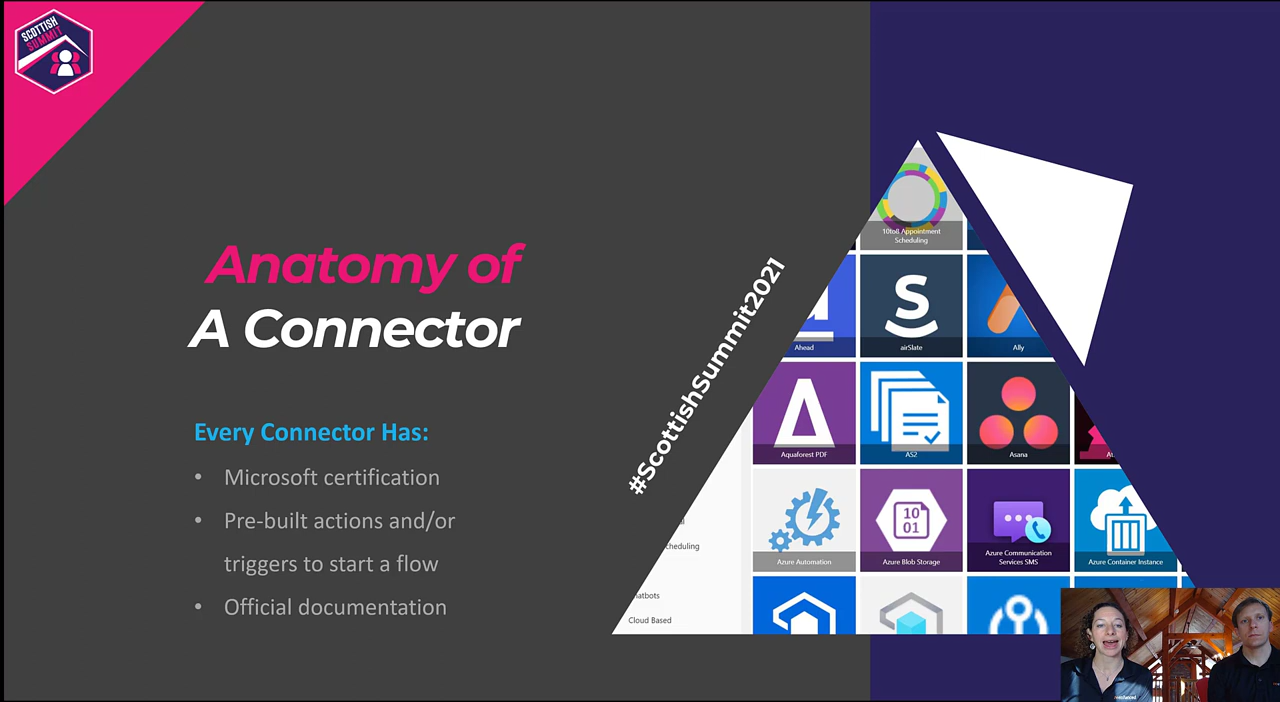 SCOTTISH
SUMMIT
Anatomy of
A Connector
Every Connector Has:
• Microsoft certification
• Pre-built actions and/or
triggers to start a flow
• Official documentation
#ScottishSummit2021
10to8 Appointment
Scheduling
Ahead
airSlate
Ally
Aquaforest PDF
AS2
Asana
Azure Automation
10
01
Azure Blob Storage
Azure Communication
Services SMS
Azure Container Instance
Cloud Based